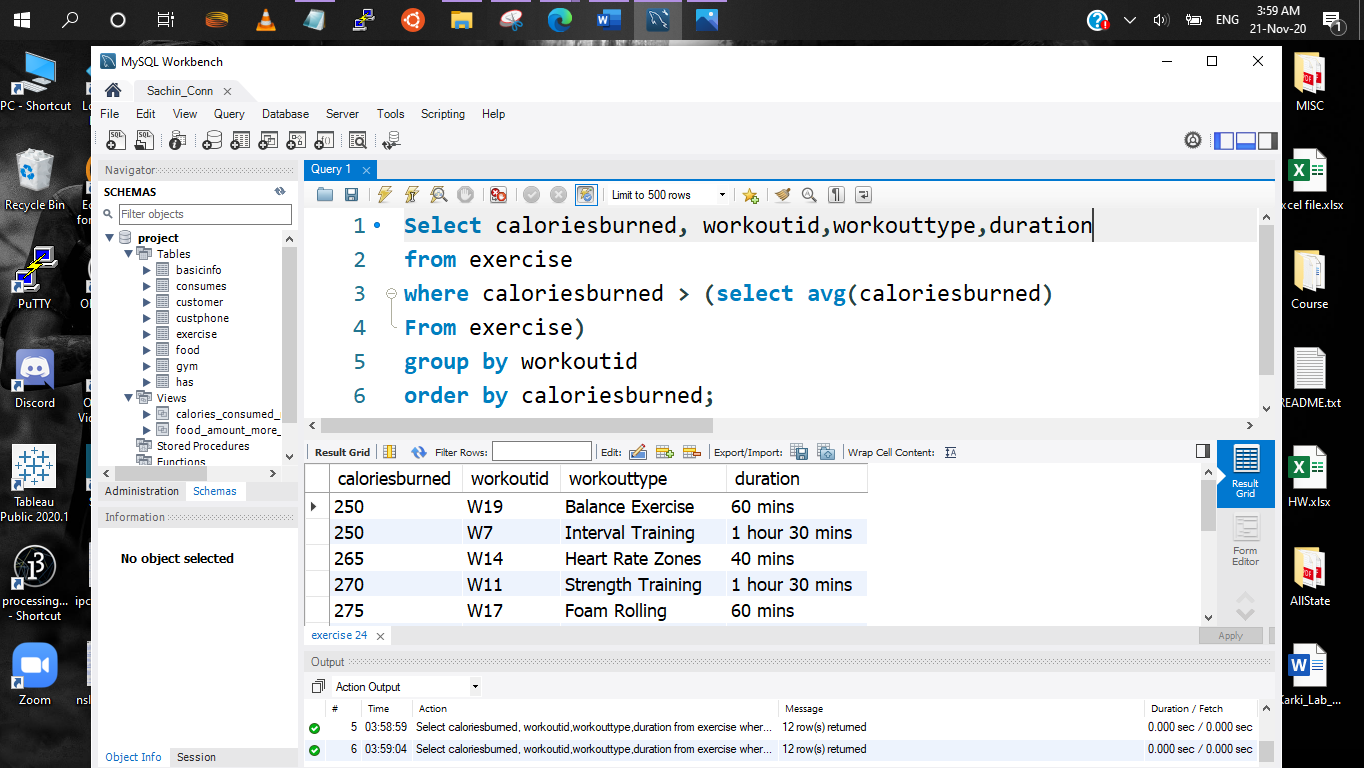 3:59 AM
ENG
21-Nov-20
1
PC - Shortcut
Recycle Bin
PuTTY
Discord
Tableau
Public 2020.1
processing...
- Shortcut
Zoom
MySQL Workbench
Sachin_Conn
File Edit View Query Database Server Tools Scripting Help
Navigator
SCHEMAS
Filter objects
project
Tables
basicinfo
consumes
customer
custphone
exercise
food
gym
has
Views
calories_consumed_
food_amount_more_
Stored Procedures
Functions
Administration Schemas
Information
No object selected
Object Info Session
Query 1
Limit to 500 rows
1 Select caloriesburned, workoutid,workouttype,duration
2 from exercise
3 where caloriesburned > (select avg(caloriesburned)
4 From exercise)
5 group by workoutid
6 order by caloriesburned;
Result Grid Filter Rows: Edit: Export/Import: Wrap Cell Content:
caloriesburned workoutid workouttype duration
250 W19 Balance Exercise 60 mins
250 W7 Interval Training 1 hour 30 mins
265 W14 Heart Rate Zones 40 mins
270 W11 Strength Training 1 hour 30 mins
275 W17 Foam Rolling 60 mins
Result
Grid
Form
Editor
exercise 24
Apply
Output
Action Output
# Time Action Message Duration / Fetch
5 03:58:59 Select caloriesburned, workoutid,workouttype,duration from exercise wher... 12 row(s) returned 0.000 sec / 0.000 sec
6 03:59:04 Select caloriesburned, workoutid,workouttype,duration from exercise wher... 12 row(s) returned 0.000 sec / 0.000 sec
MISC
xcel file.xlsx
Course
README.txt
HW.xlsx
AllState
Karki_Lab_...